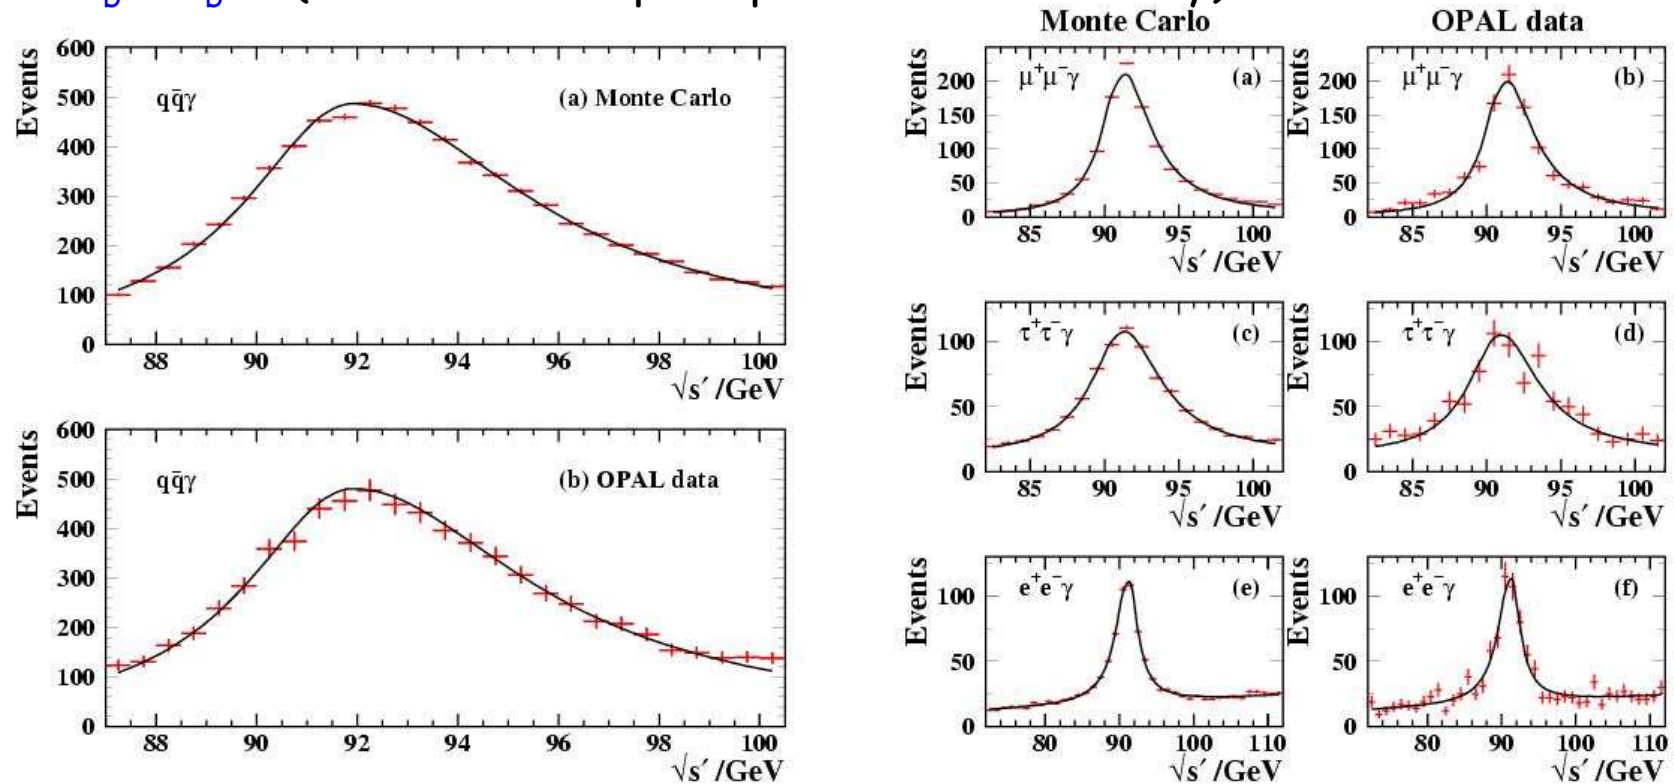 600
500
400
300
200
100
0
Events
qq̄γ
(a) Monte Carlo
88 90 92 94 96 98 100
√s′ /GeV
600
500
400
300
200
100
0
Events
qq̄γ
(b) OPAL data
88 90 92 94 96 98 100
√s′ /GeV
Monte Carlo
OPAL data
Events
200
150
100
50
0
μ⁺μ⁻γ
(a)
85 90 95 100
√s′ /GeV
Events
200
150
100
50
0
μ⁺μ⁻γ
(b)
85 90 95 100
√s′ /GeV
Events
100
50
0
τ⁺τ⁻γ
(c)
85 90 95 100
√s′ /GeV
Events
100
50
0
τ⁺τ⁻γ
(d)
85 90 95 100
√s′ /GeV
Events
100
50
0
e⁺e⁻γ
(e)
80 90 100 110
√s′ /GeV
Events
100
50
0
e⁺e⁻γ
(f)
80 90 100 110
√s′ /GeV